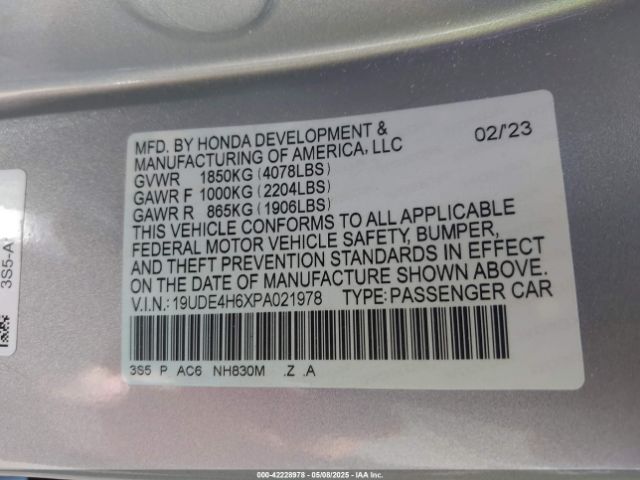 MFD. BY HONDA DEVELOPMENT & 02/'23
MANUFACTURING OF AMERICA, LLC
GVWR 1850KG (4078LBS)
GAWR F 1000KG (2204LBS)
GAWR R 865KG (1906LBS)
THIS VEHICLE CONFORMS TO ALL APPLICABLE
FEDERAL MOTOR VEHICLE SAFETY, BUMPER,
AND THEFT PREVENTION STANDARDS IN EFFECT
ON THE DATE OF MANUFACTURE SHOWN ABOVE.
V.I.N.: 19UDE4H6XPA021978 TYPE: PASSENGER CAR
3S5 P AC6 NH830M .Z .A
3S5-A
000-42228978 - 05/08/2025 - IAA Inc.